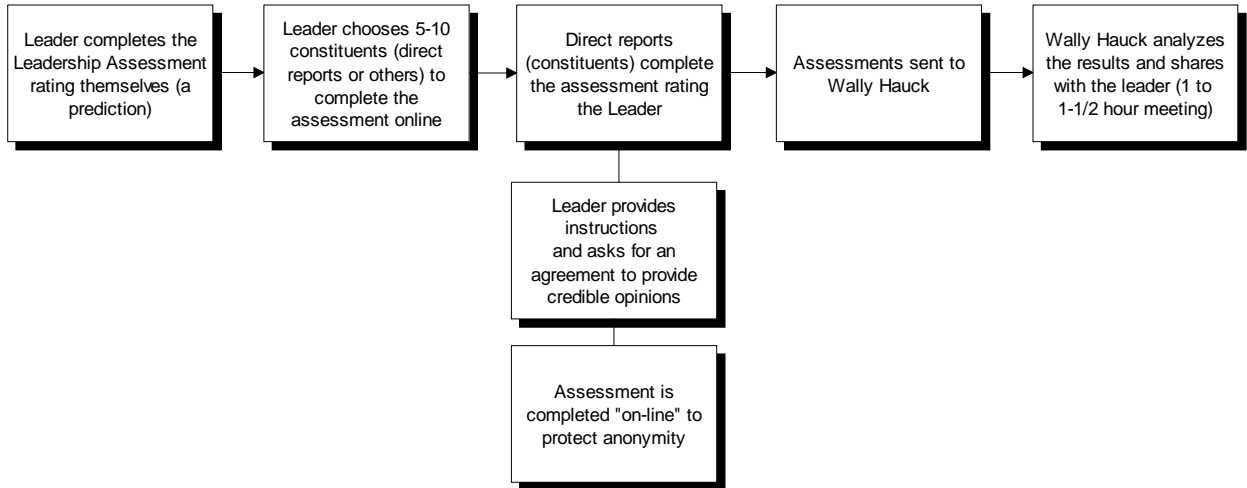 Leader completes the
Leadership Assessment
rating themselves (a
prediction)
Leader chooses 5-10
constituents (direct
reports or others) to
complete the
assessment online
Direct reports
(constituents) complete
the assessment rating
the Leader
Assessments sent to
Wally Hauck
Wally Hauck analyzes
the results and shares
with the leader (1 to
1-1/2 hour meeting)
Leader provides
instructions
and asks for an
agreement to provide
credible opinions
Assessment is
completed "on-line" to
protect anonymity